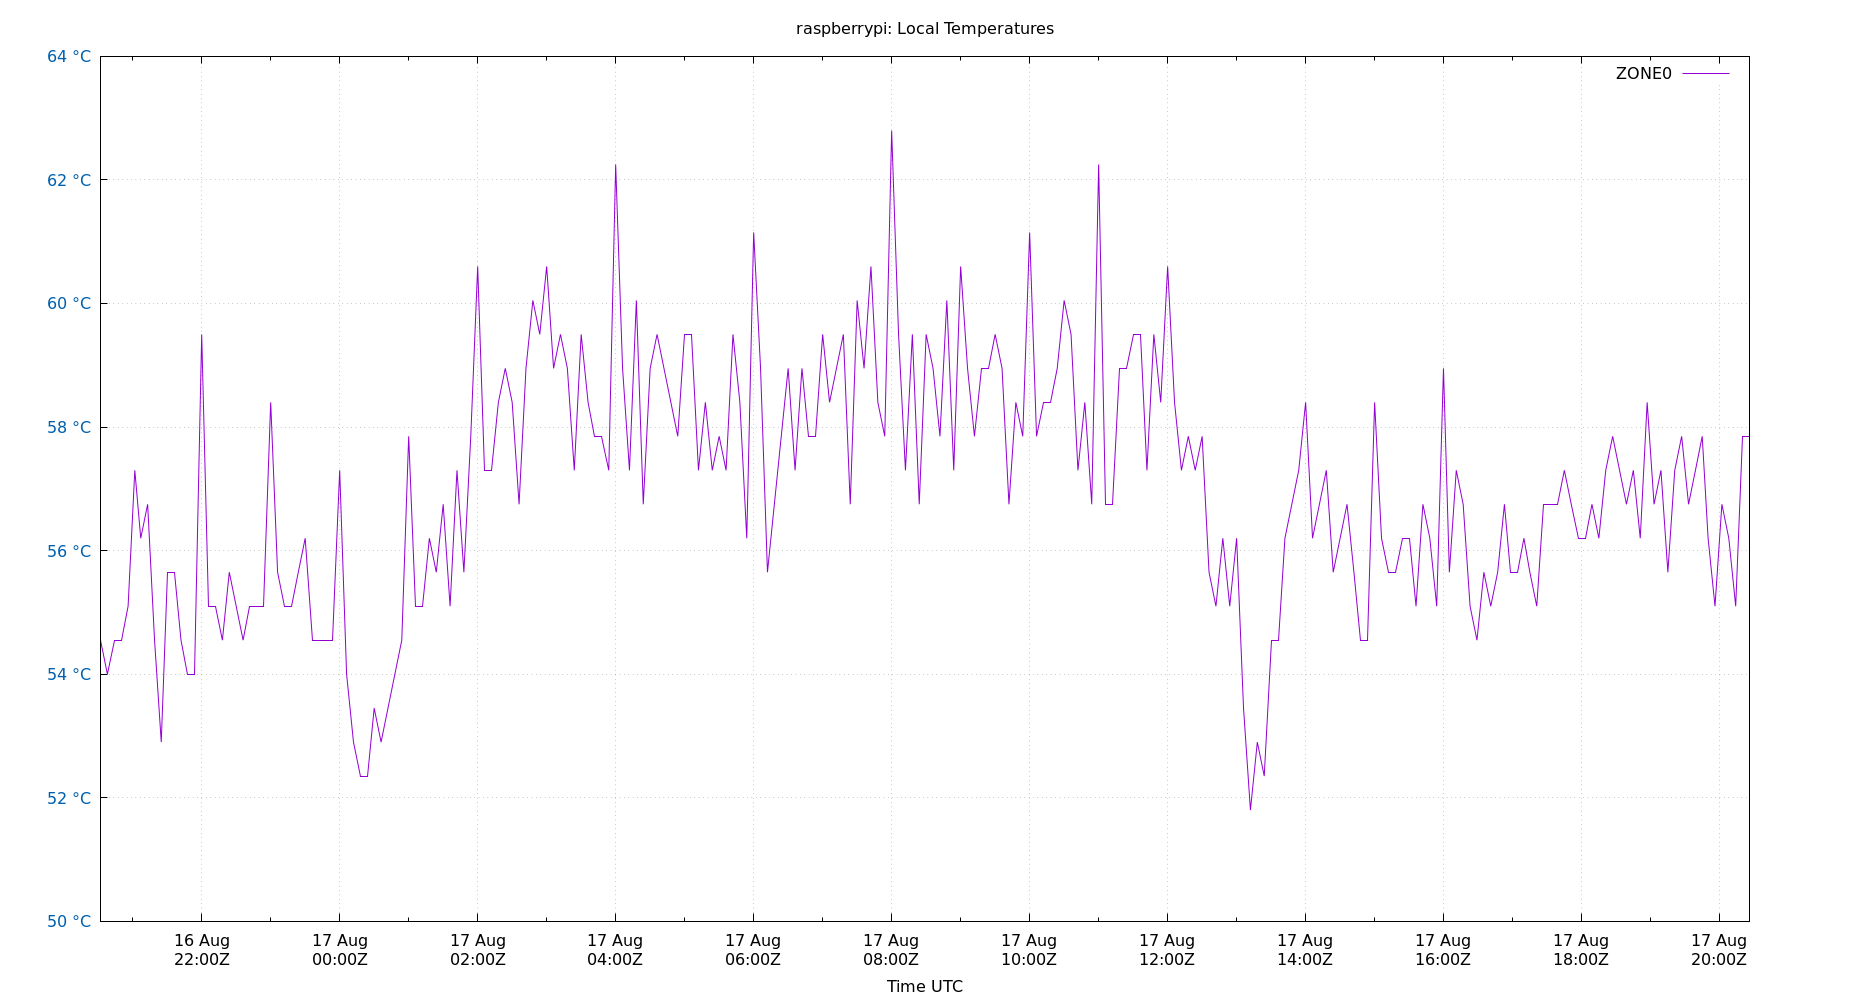 raspberrypi: Local Temperatures
64 °C
ZONE0
62 °C
60 °C
58 °C
56 °C
54 °C
52 °C
50 °C
16 Aug 17 Aug 17 Aug 17 Aug 17 Aug 17 Aug 17 Aug 17 Aug 17 Aug 17 Aug 17 Aug 17 Aug
22:00Z 00:00Z 02:00Z 04:00Z 06:00Z 08:00Z 10:00Z 12:00Z 14:00Z 16:00Z 18:00Z 20:00Z
Time UTC